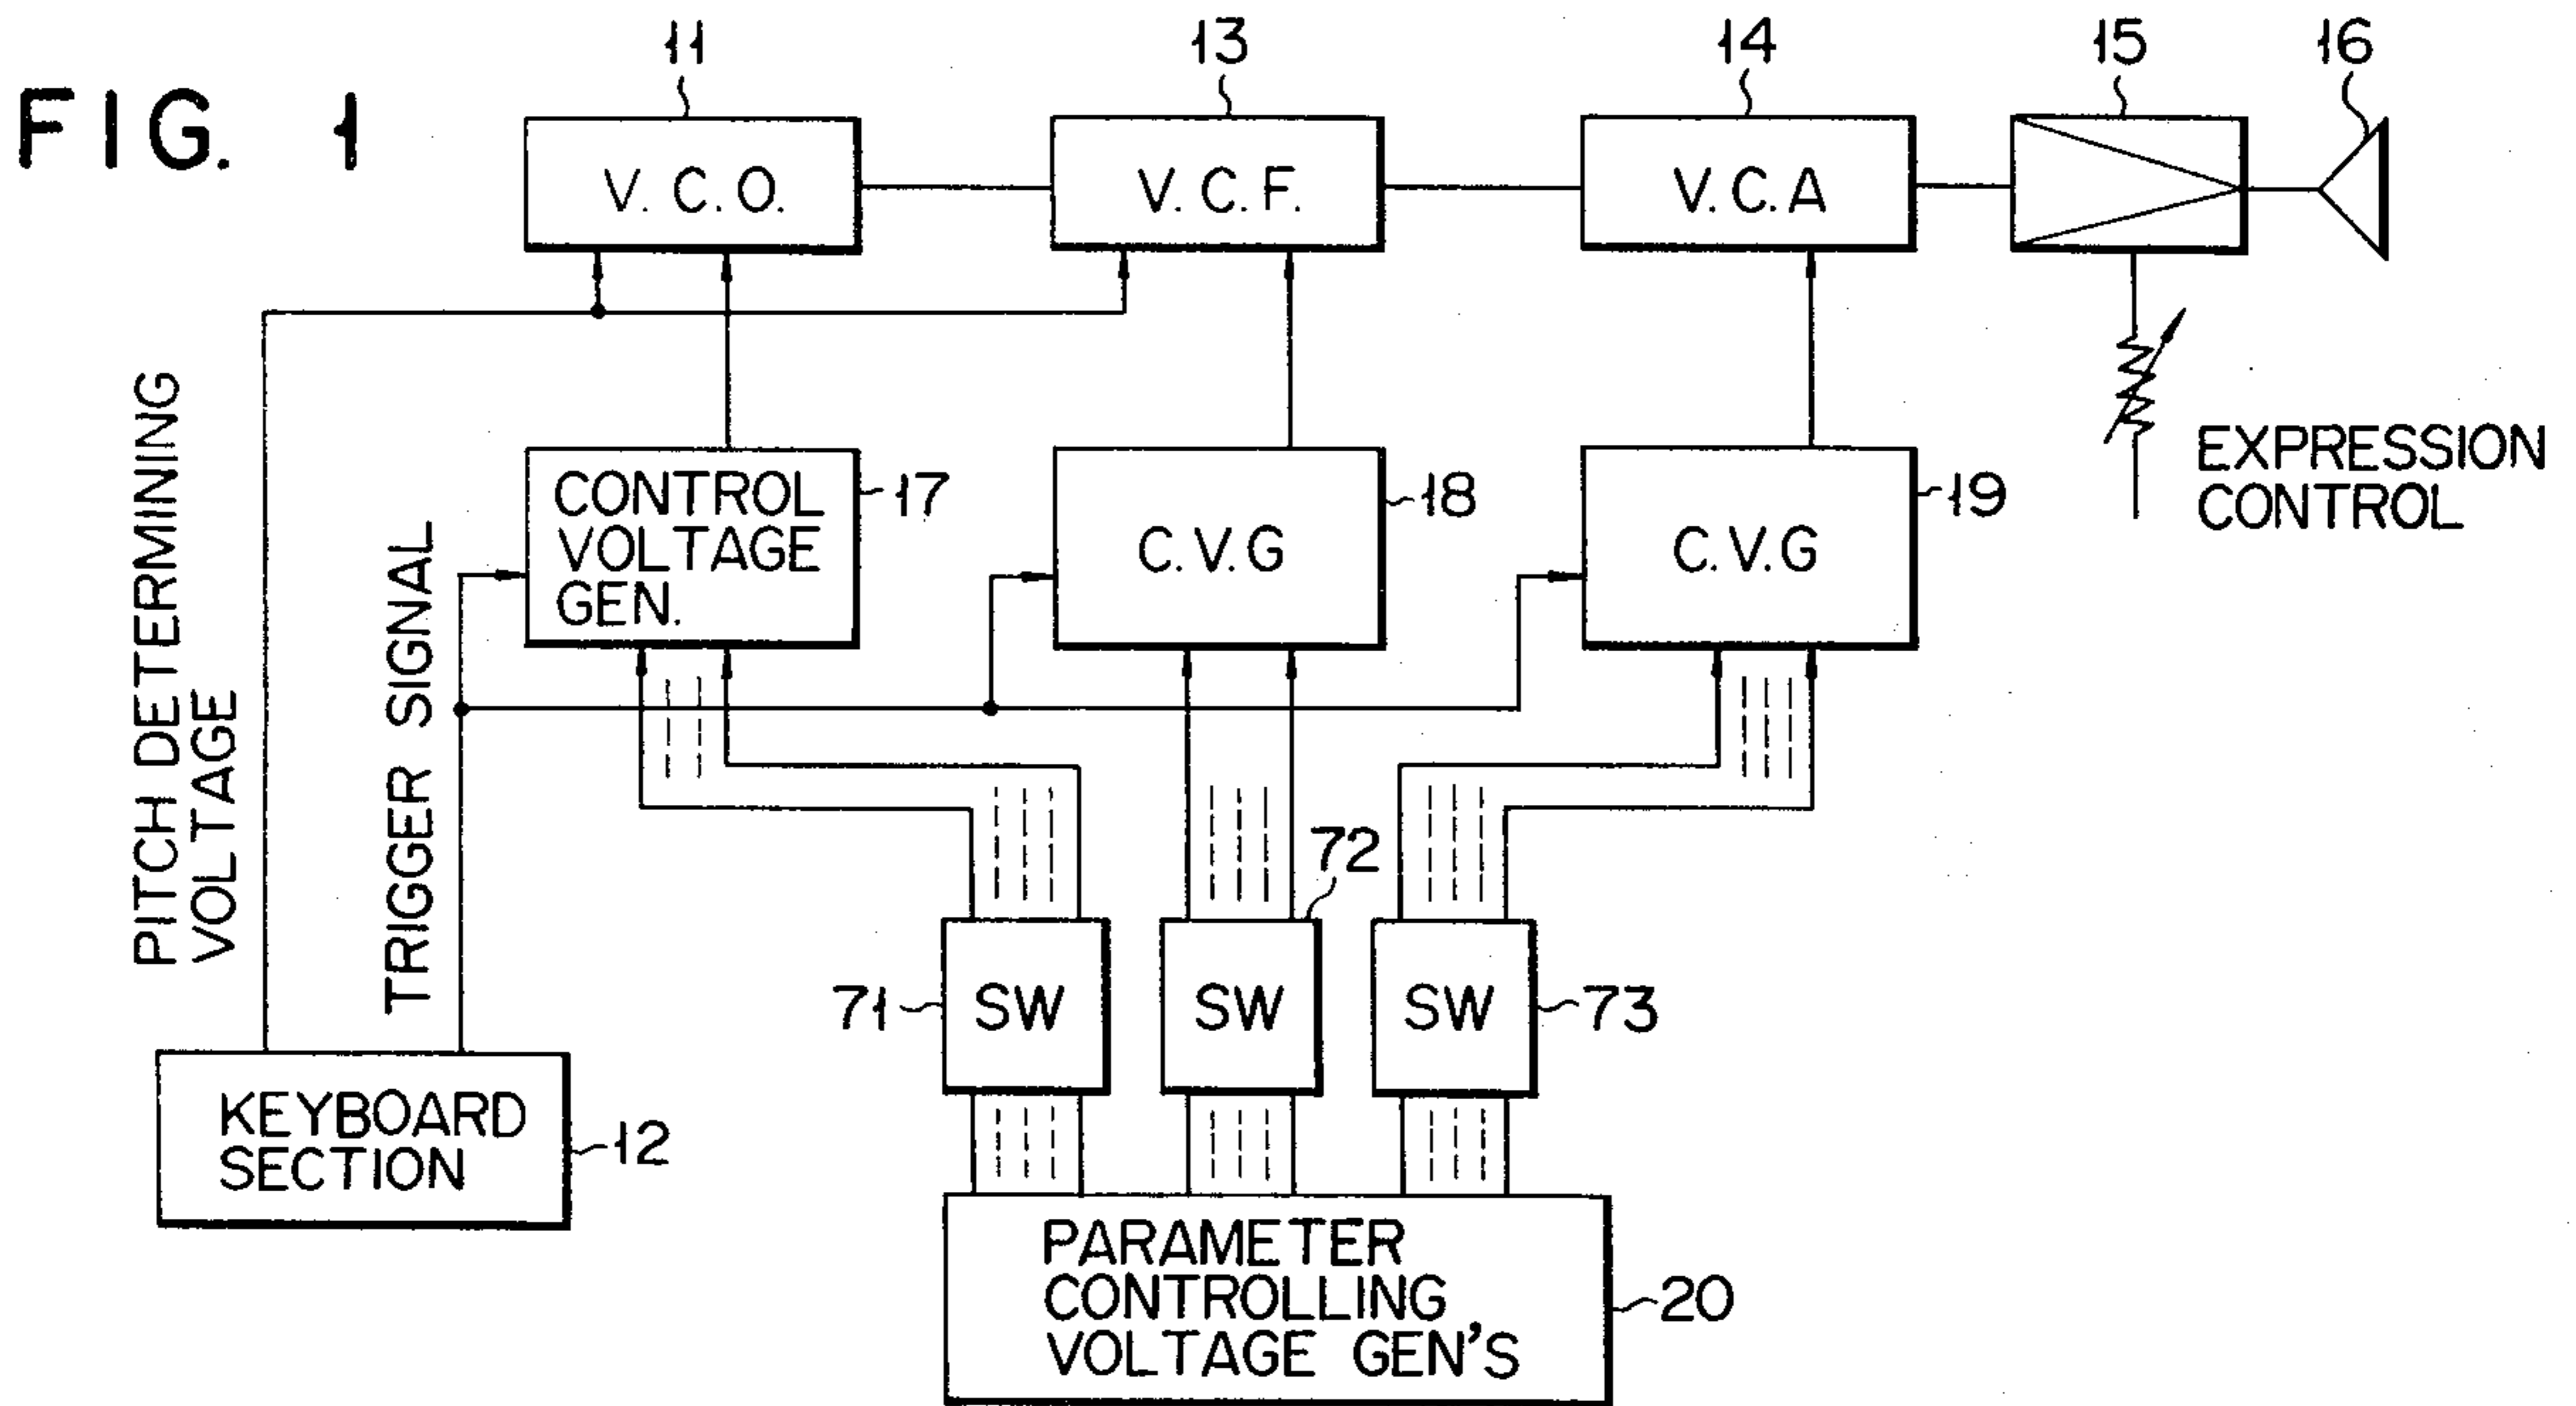 FIG. 1
11
13
14
15
16
V.C.O.
V.C.F.
V.C.A
PITCH DETERMINING
VOLTAGE
TRIGGER SIGNAL
CONTROL
VOLTAGE
GEN.
17
C.V.G
18
C.V.G
19
EXPRESSION
CONTROL
72
71
SW
SW
SW
73
KEYBOARD
SECTION
12
PARAMETER
CONTROLLING
VOLTAGE GEN'S
20